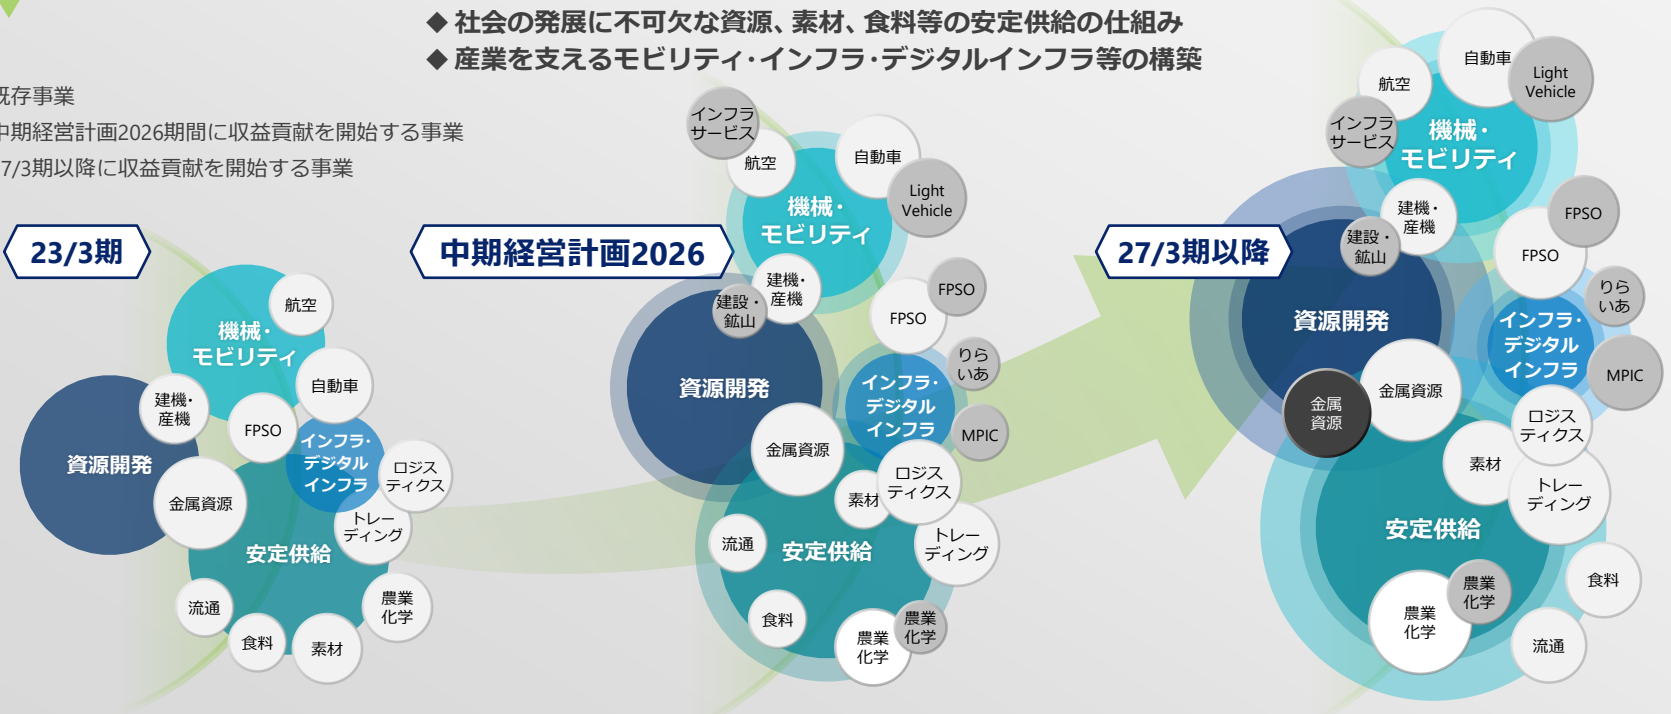 ◆ 社会の発展に不可欠な資源、素材、食料等の安定供給の仕組み
◆ 産業を支えるモビリティ・インフラ・デジタルインフラ等の構築
既存事業
中期経営計画2026期間に収益貢献を開始する事業
7/3期以降に収益貢献を開始する事業
23/3期
機械・
モビリティ
航空
自動車
建機・
産機
FPSO
資源開発
インフラ・
デジタル
インフラ
ロジス
ティクス
金属資源
トレー
ディング
安定供給
流通
食料
素材
農業
化学
中期経営計画2026
インフラ
サービス
航空
自動車
Light
Vehicle
機械・
モビリティ
建機・
産機
建設・
鉱山
FPSO
FPSO
資源開発
りら
いあ
インフラ・
デジタル
インフラ
MPIC
金属資源
ロジス
ティクス
素材
トレー
ディング
流通
安定供給
食料
農業
化学
農業
化学
27/3期以降
自動車
Light
Vehicle
航空
インフラ
サービス
機械・
モビリティ
建機・
産機
建設・
鉱山
FPSO
FPSO
りら
いあ
資源開発
インフラ・
デジタル
インフラ
MPIC
金属資源
金属
資源
ロジス
ティクス
素材
トレー
ディング
安定供給
食料
農業
化学
農業
化学
流通